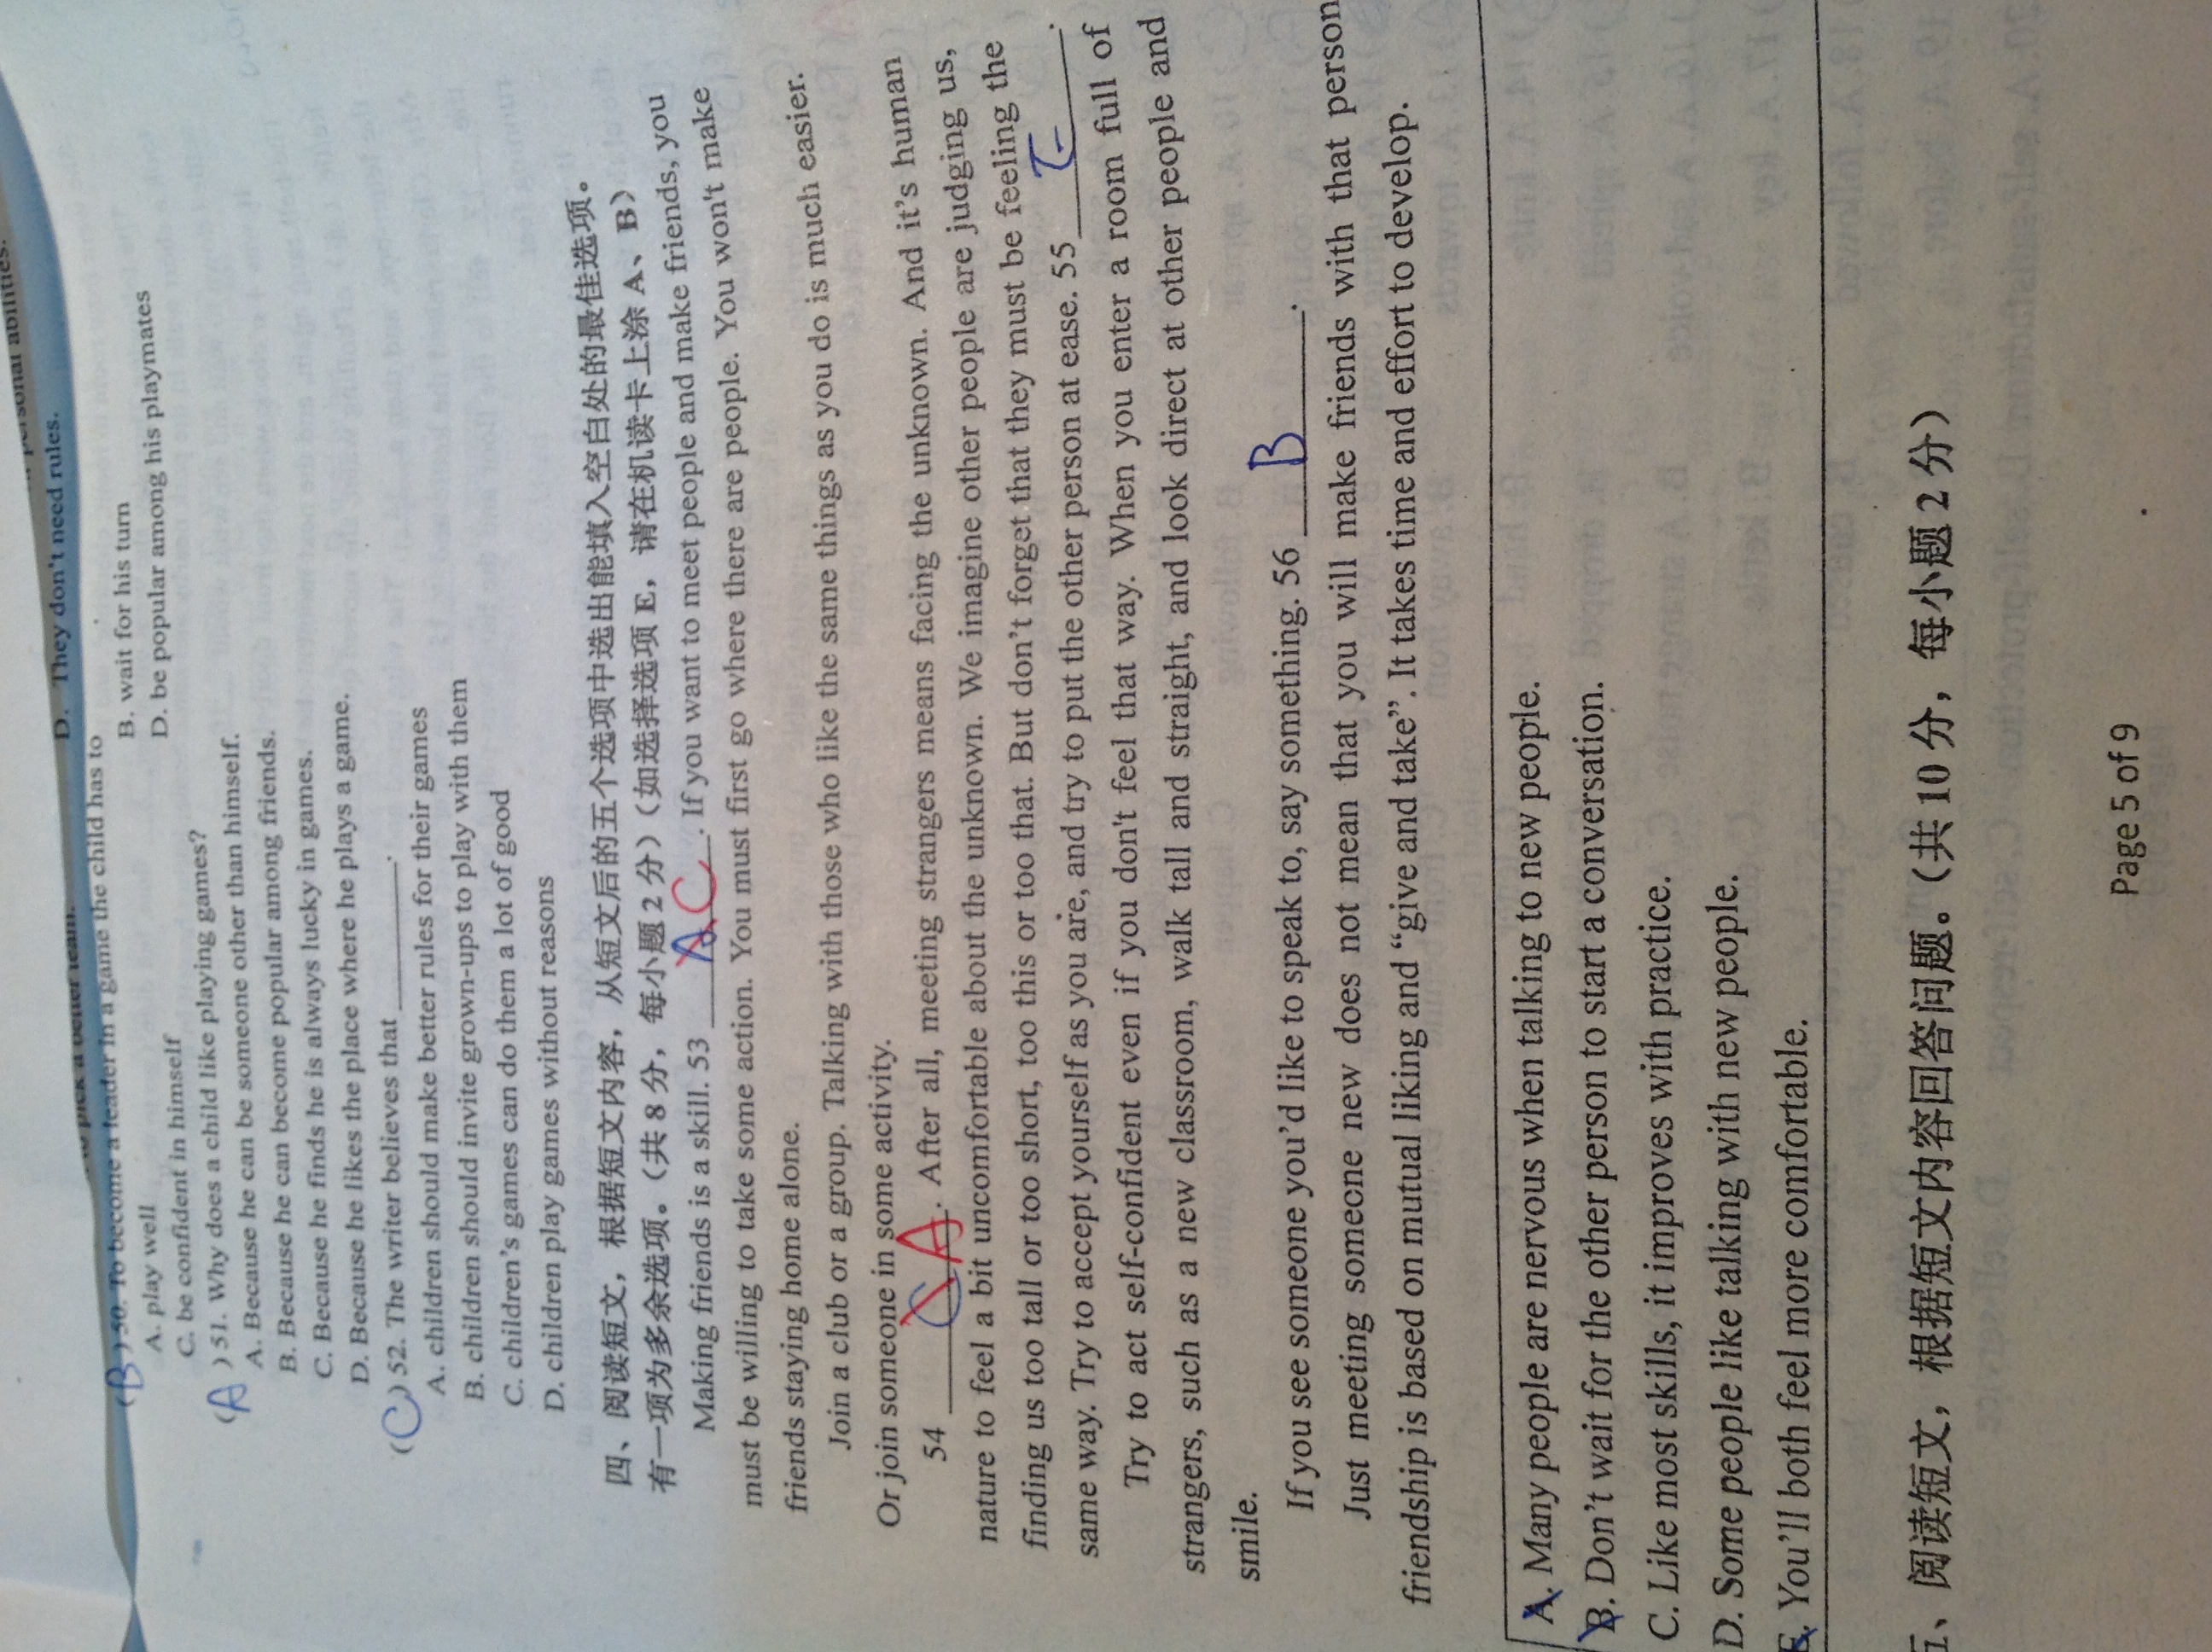 personal abilities.
to pick a better team.
D. They don't need rules.
(B) 50. To become a leader in a game the child has to
A. play well
B. wait for his turn
C. be confident in himself
D. be popular among his playmates
(A) 51. Why does a child like playing games?
A. Because he can be someone other than himself.
B. Because he can become popular among friends.
C. Because he finds he is always lucky in games.
D. Because he likes the place where he plays a game.
(C) 52. The writer believes that ________.
A. children should make better rules for their games
B. children should invite grown-ups to play with them
C. children's games can do them a lot of good
D. children play games without reasons
四、阅读短文，根据短文内容，从短文后的五个选项中选出能填入空白处的最佳选项。
有一项为多余选项。（共 8 分，每小题 2 分）（如选择选项 E，请在机读卡上涂 A、B）
Making friends is a skill. 53 A C. If you want to meet people and make friends, you
must be willing to take some action. You must first go where there are people. You won't make
friends staying home alone.
Join a club or a group. Talking with those who like the same things as you do is much easier.
Or join someone in some activity.
54 C A. After all, meeting strangers means facing the unknown. And it's human
nature to feel a bit uncomfortable about the unknown. We imagine other people are judging us,
finding us too tall or too short, too this or too that. But don't forget that they must be feeling the
same way. Try to accept yourself as you are, and try to put the other person at ease. 55 E.
Try to act self-confident even if you don't feel that way. When you enter a room full of
strangers, such as a new classroom, walk tall and straight, and look direct at other people and
smile.
If you see someone you'd like to speak to, say something. 56 B.
Just meeting someone new does not mean that you will make friends with that person
friendship is based on mutual liking and “give and take”. It takes time and effort to develop.
A. Many people are nervous when talking to new people.
B. Don't wait for the other person to start a conversation.
C. Like most skills, it improves with practice.
D. Some people like talking with new people.
E. You'll both feel more comfortable.
五、阅读短文，根据短文内容回答问题。（共 10 分，每小题 2 分）
Page 5 of 9